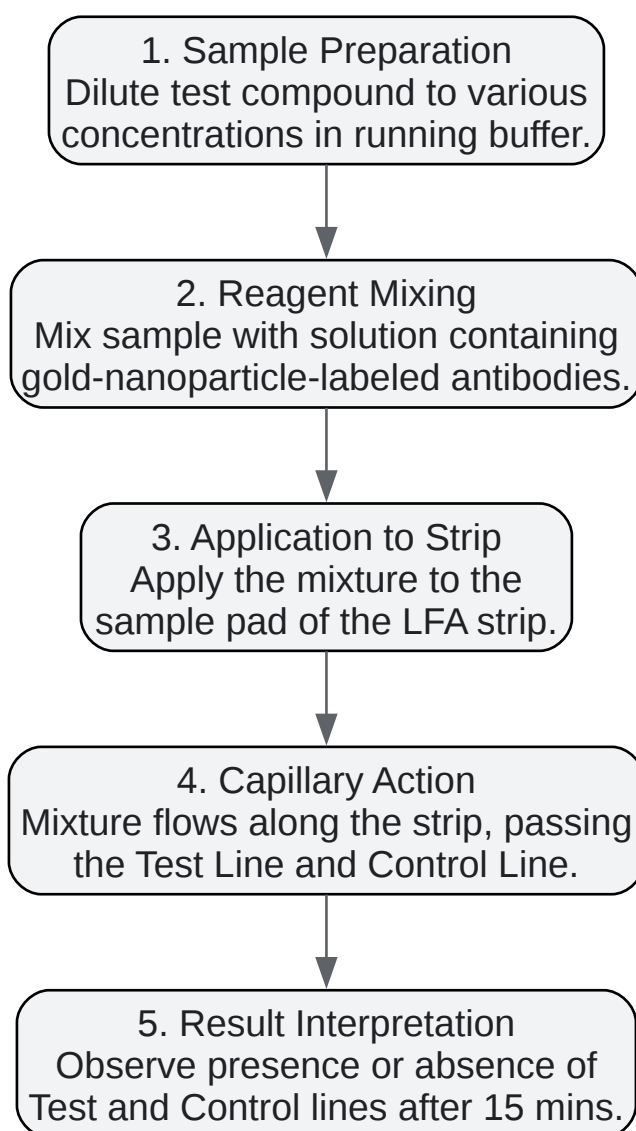 1. Sample Preparation
Dilute test compound to various
concentrations in running buffer.
2. Reagent Mixing
Mix sample with solution containing
gold-nanoparticle-labeled antibodies.
3. Application to Strip
Apply the mixture to the
sample pad of the LFA strip.
4. Capillary Action
Mixture flows along the strip, passing
the Test Line and Control Line.
5. Result Interpretation
Observe presence or absence of
Test and Control lines after 15 mins.